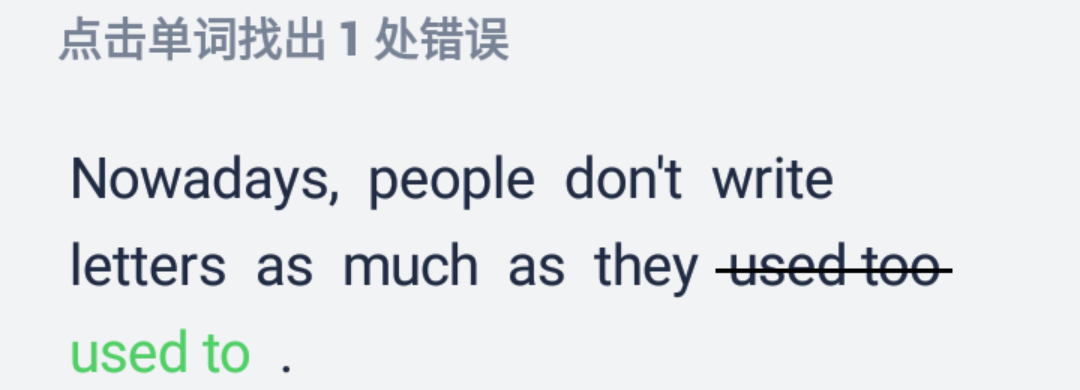 点击单词找出 1 处错误
Nowadays, people don't write
letters as much as they used too
used to .